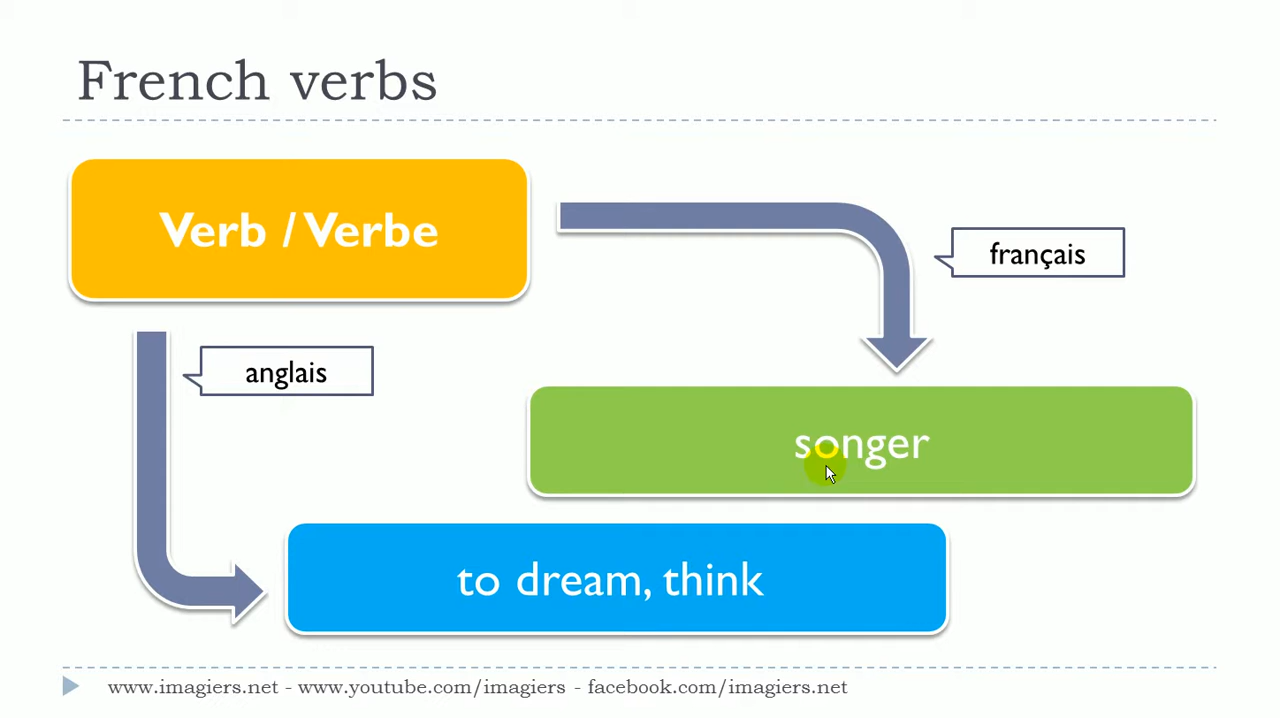 French verbs
Verb / Verbe
français
anglais
songer
to dream, think
www.imagiers.net - www.youtube.com/imagiers - facebook.com/imagiers.net